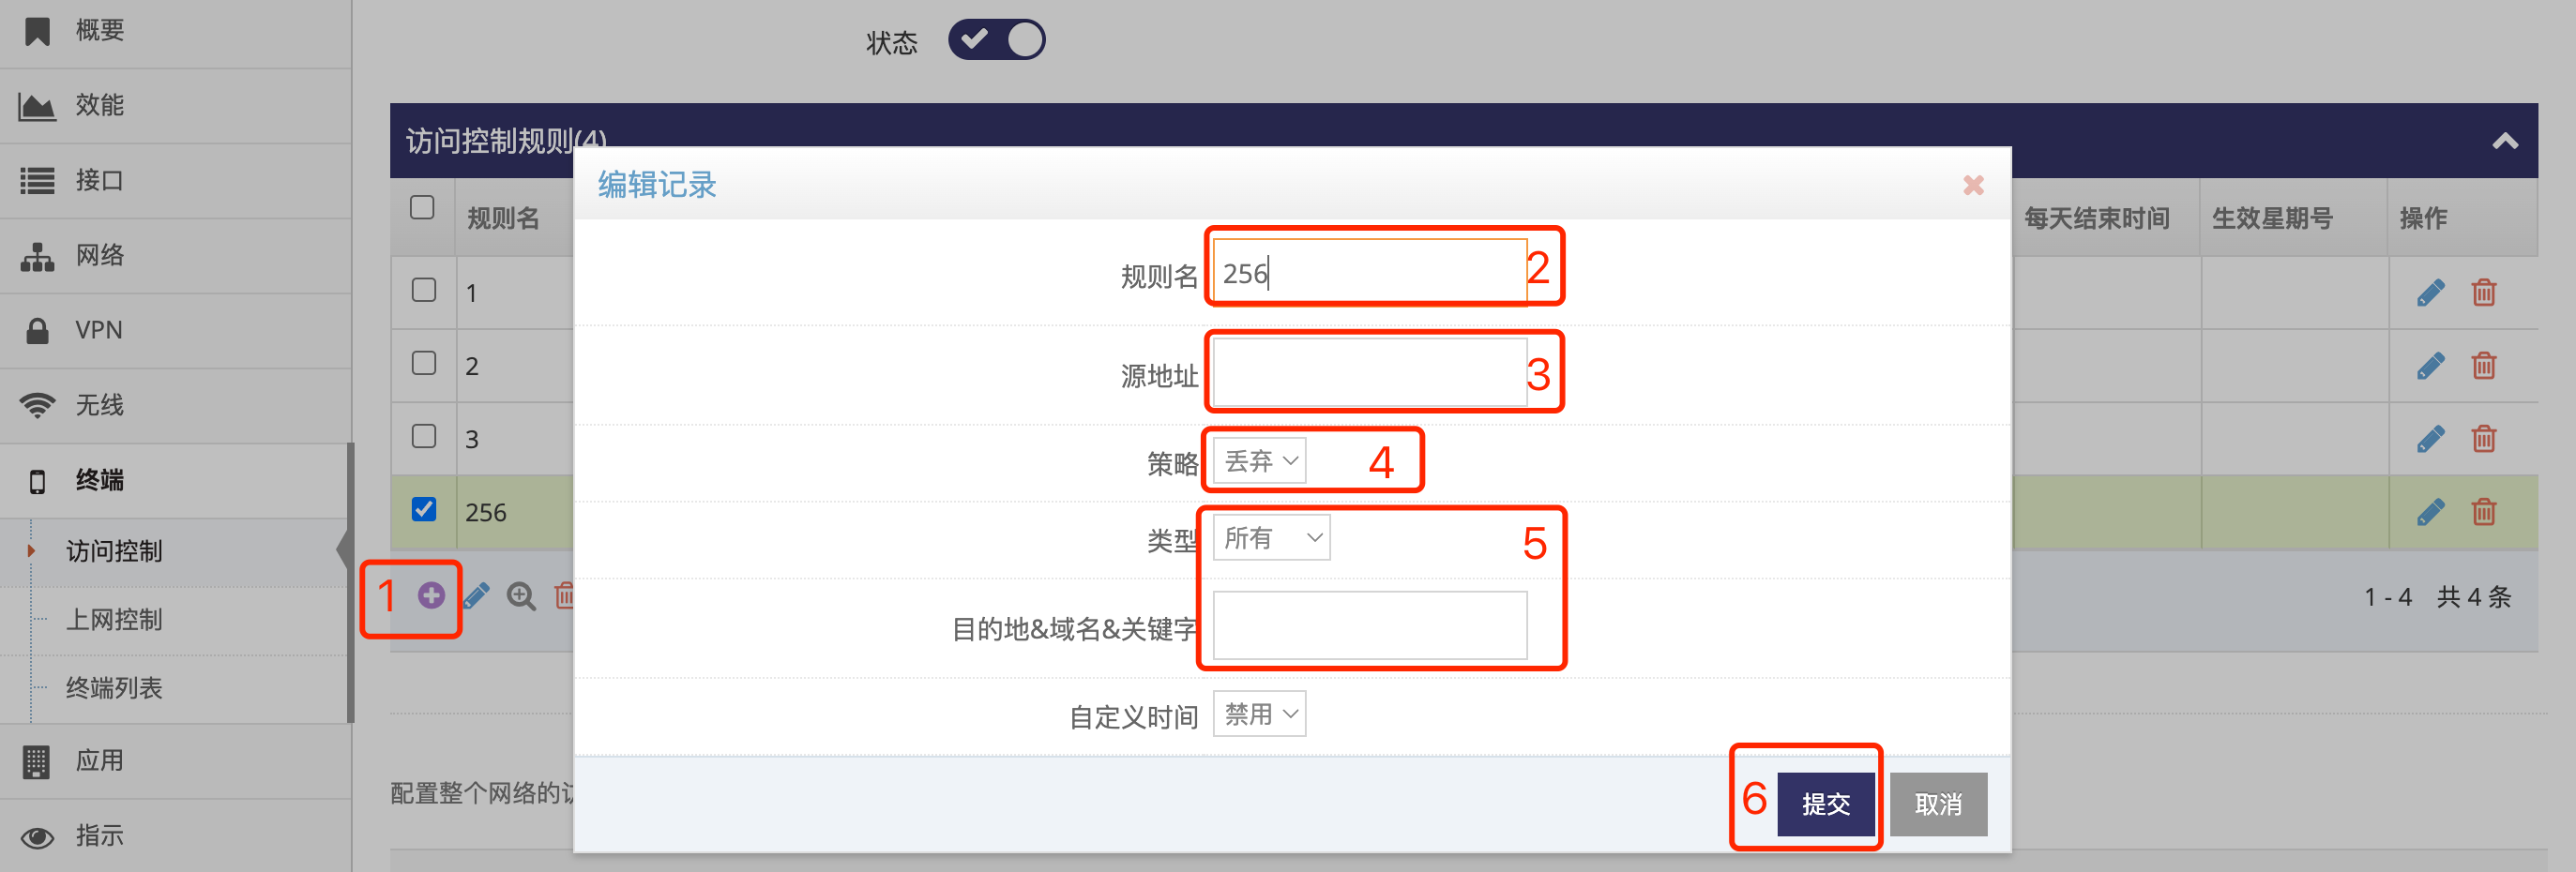 概要
效能
接口
网络
VPN
无线
终端
访问控制
上网控制
终端列表
应用
指示
状态
访问控制规则(4)
规则名
每天结束时间
生效星期号
操作
1
2
3
256
1
1 - 4 共 4 条
配置整个网络的
编辑记录
规则名 256 2
源地址 3
策略 丢弃 4
类型 所有 5
目的地&域名&关键字
自定义时间 禁用
6 提交 取消